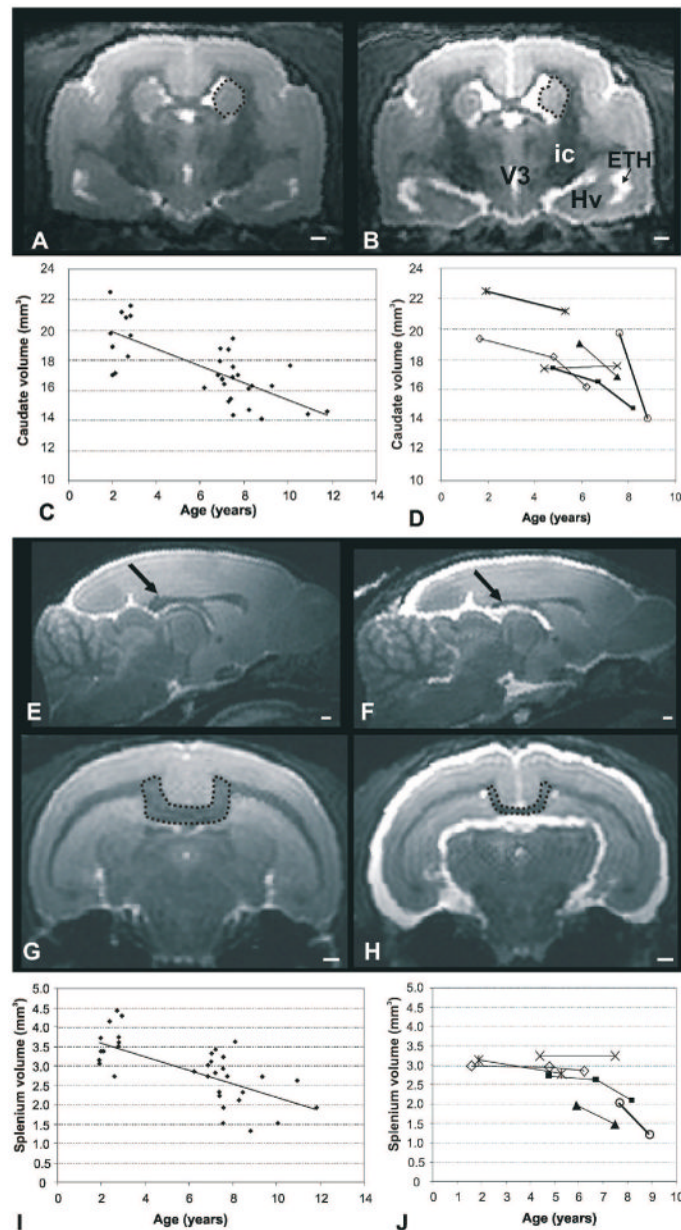 A
B
V3
ic
ETH
Hv
24
22
20
18
16
14
12
10
Caudate volume (mm³)
0 2 4 6 8 10 12 14
Age (years)
C
24
22
20
18
16
14
12
10
Caudate volume (mm³)
0 2 4 6 8 10
Age (years)
D
E
F
G
H
5.0
4.5
4.0
3.5
3.0
2.5
2.0
1.5
1.0
0.5
0
Splenium volume (mm³)
0 2 4 6 8 10 12 14
Age (years)
I
5.0
4.5
4.0
3.5
3.0
2.5
2.0
1.5
1.0
0.5
0
Splenium volume (mm³)
0 1 2 3 4 5 6 7 8 9 10
Age (years)
J